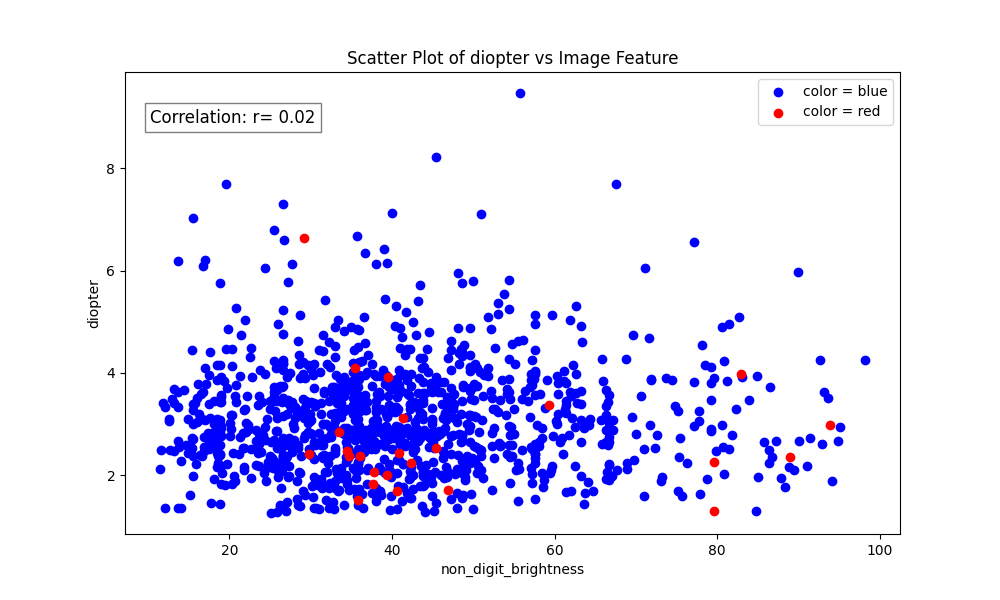 Scatter Plot of diopter vs Image Feature
Correlation: r= 0.02
color = blue
color = red
diopter
8
6
4
2
20 40 60 80 100
non_digit_brightness